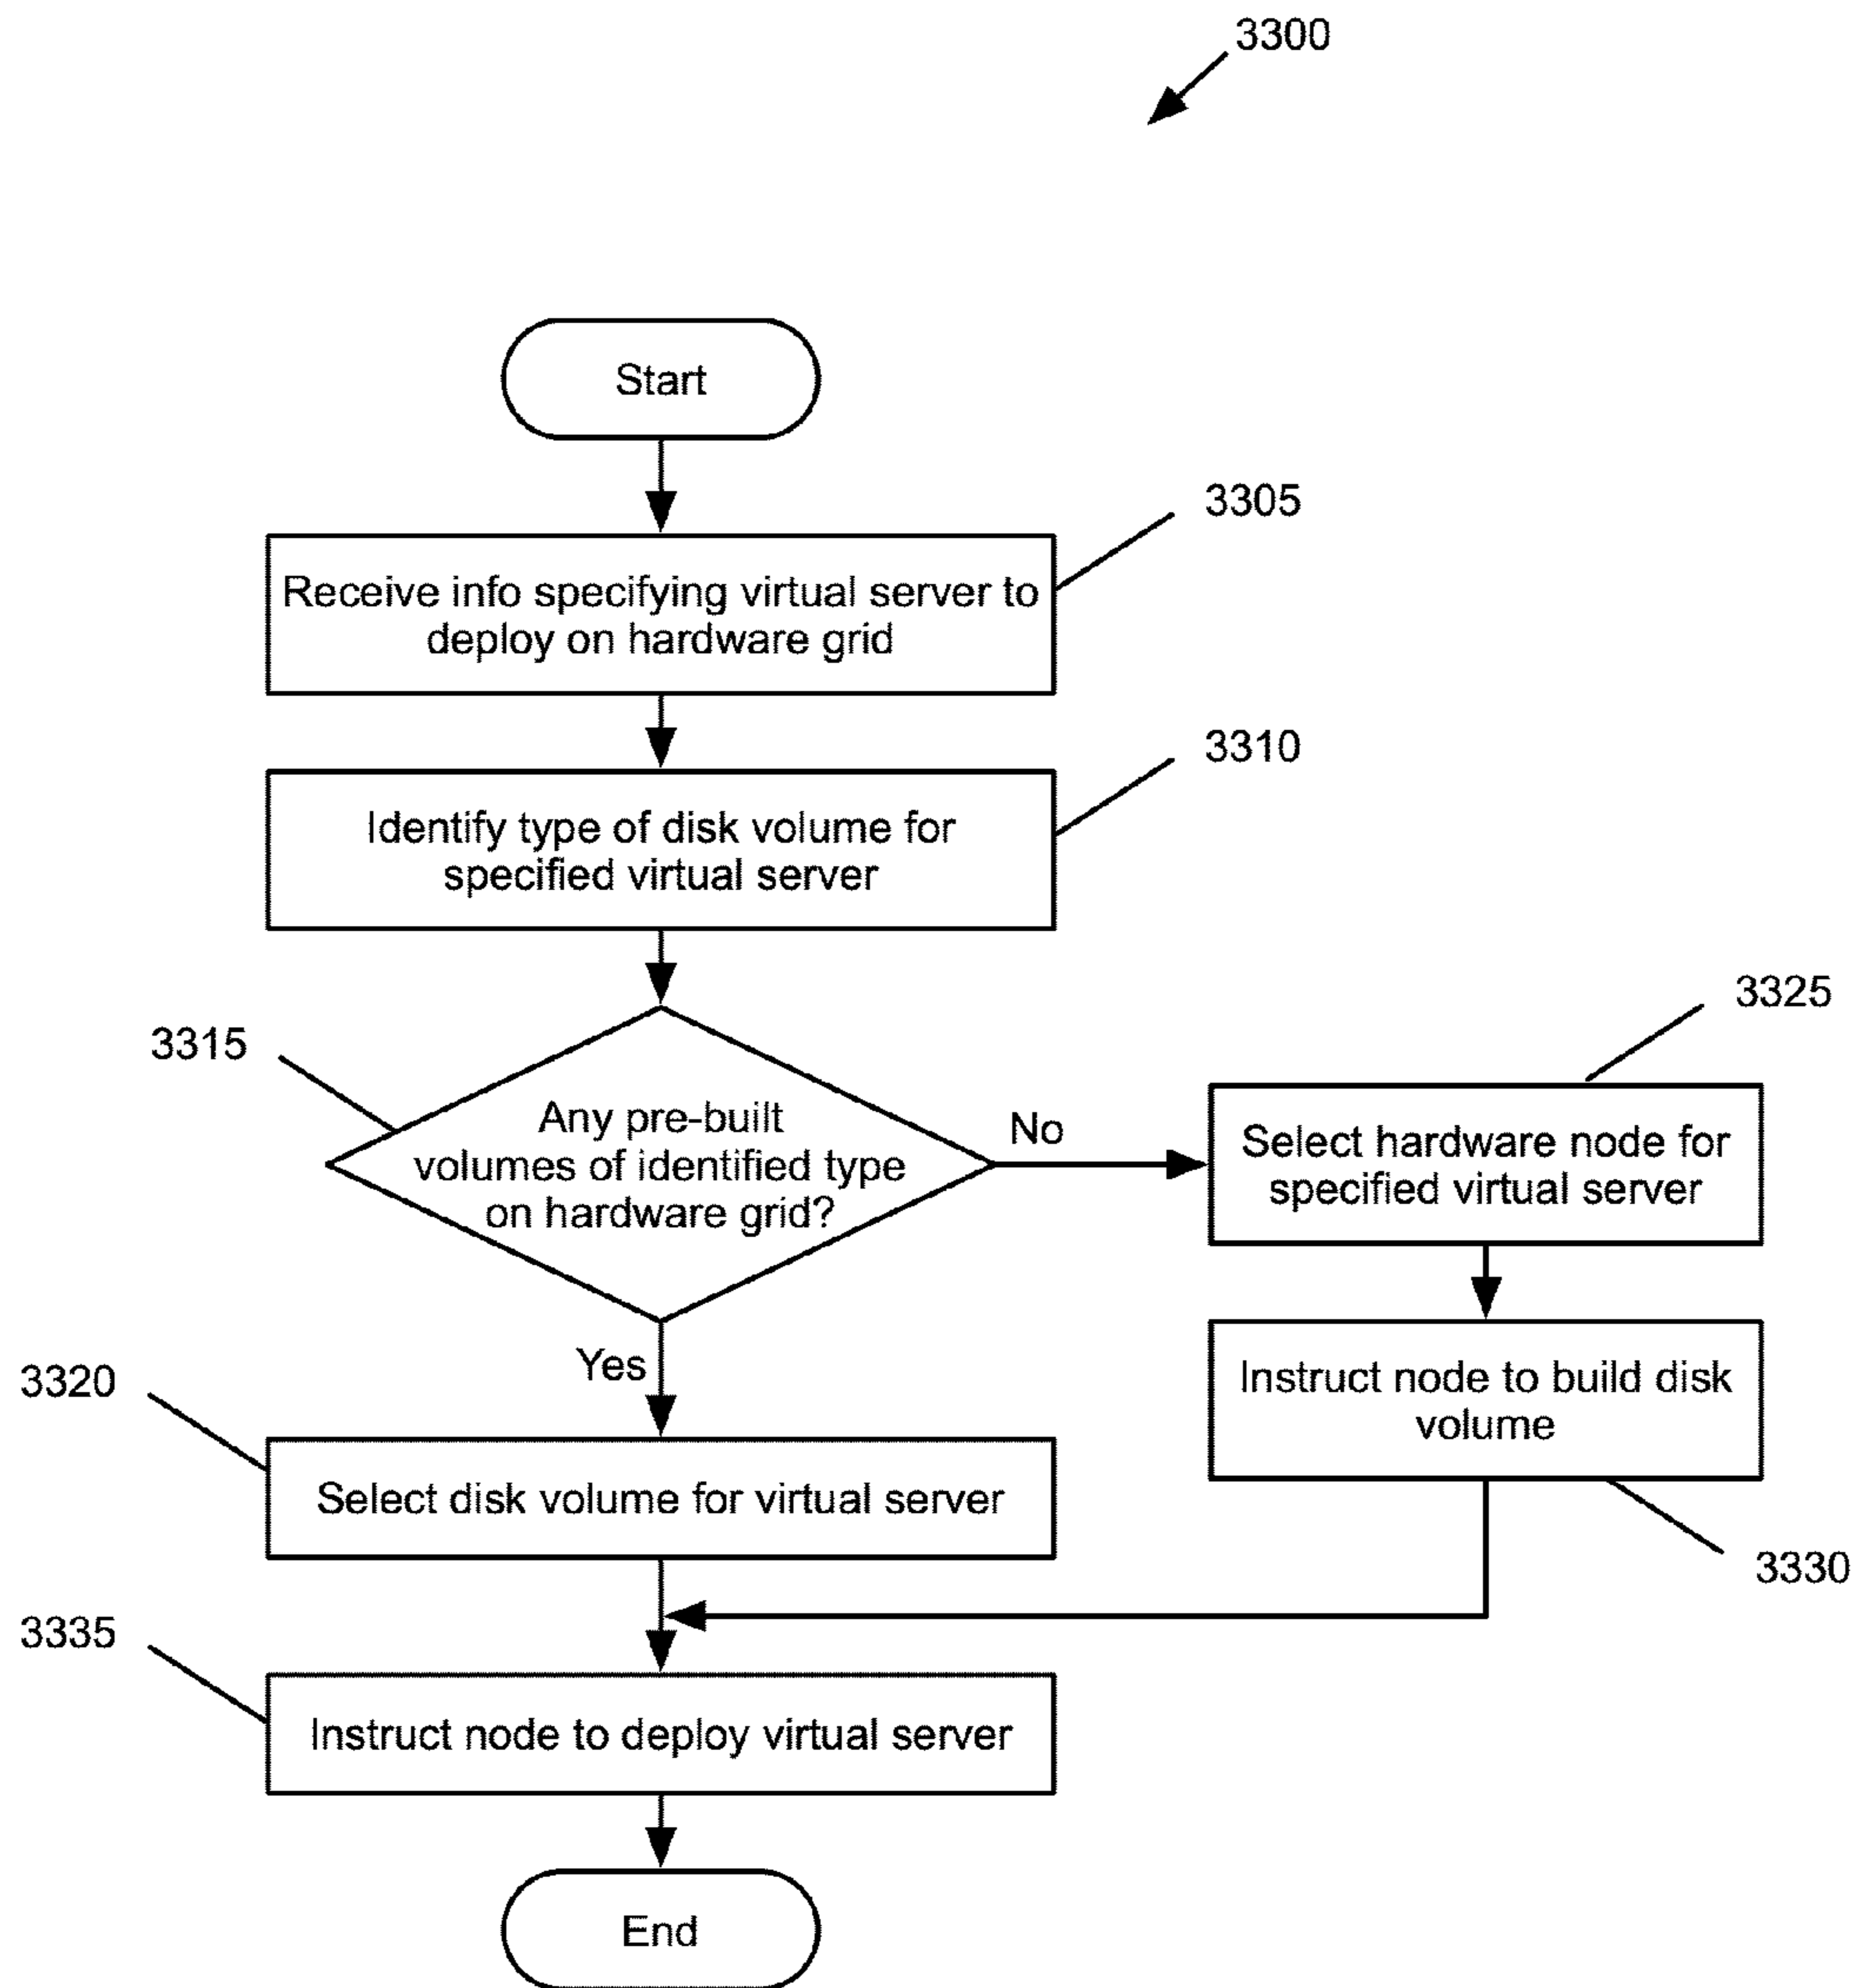 3300
Start
3305
Receive info specifying virtual server to
deploy on hardware grid
3310
Identify type of disk volume for
specified virtual server
3315
Any pre-built
volumes of identified type
on hardware grid?
No
3325
Select hardware node for
specified virtual server
Yes
3320
Select disk volume for virtual server
Instruct node to build disk
volume
3330
3335
Instruct node to deploy virtual server
End